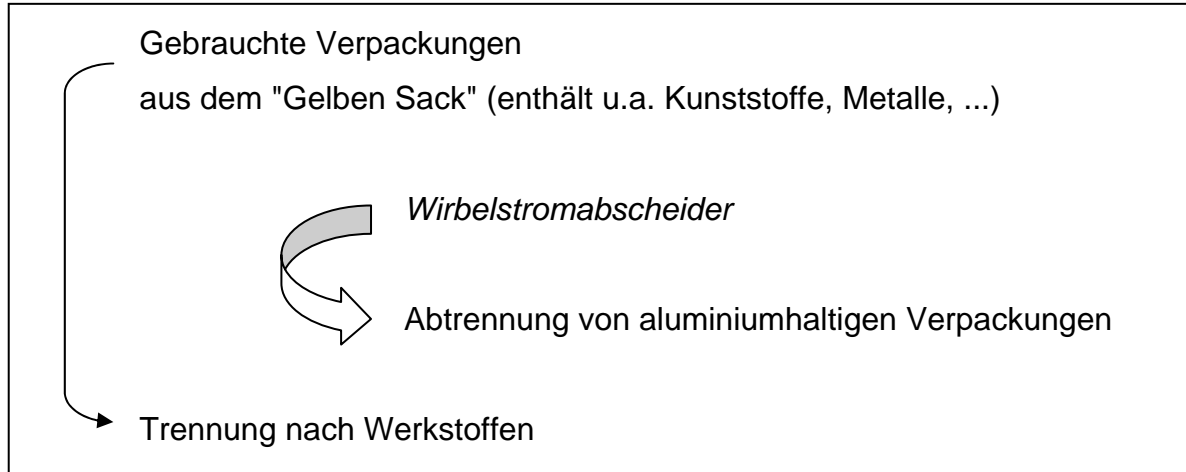 Gebrauchte Verpackungen
aus dem "Gelben Sack" (enthält u.a. Kunststoffe, Metalle, ...)
Wirbelstromabscheider
Abtrennung von aluminiumhaltigen Verpackungen
Trennung nach Werkstoffen